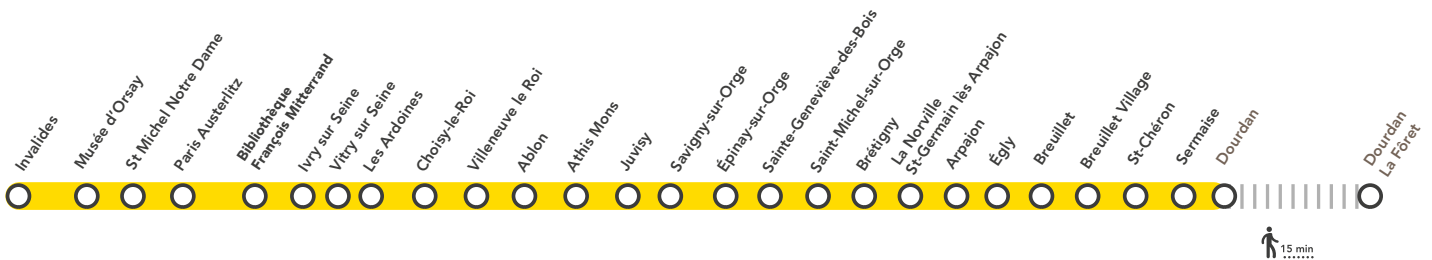 Invalides
Musée d'Orsay
St Michel Notre Dame
Paris Austerlitz
Bibliothèque
François Mitterrand
Ivry sur Seine
Vitry sur Seine
Les Ardoines
Choisy-le-Roi
Villeneuve le Roi
Ablon
Athis Mons
Juvisy
Savigny-sur-Orge
Épinay-sur-Orge
Sainte-Geneviève-des-Bois
Saint-Michel-sur-Orge
Brétigny
La Norville
St-Germain lès Arpajon
Arpajon
Égly
Breuillet
Breuillet Village
St-Chéron
Sermaise
Dourdan
Dourdan
La Fôret
15 min